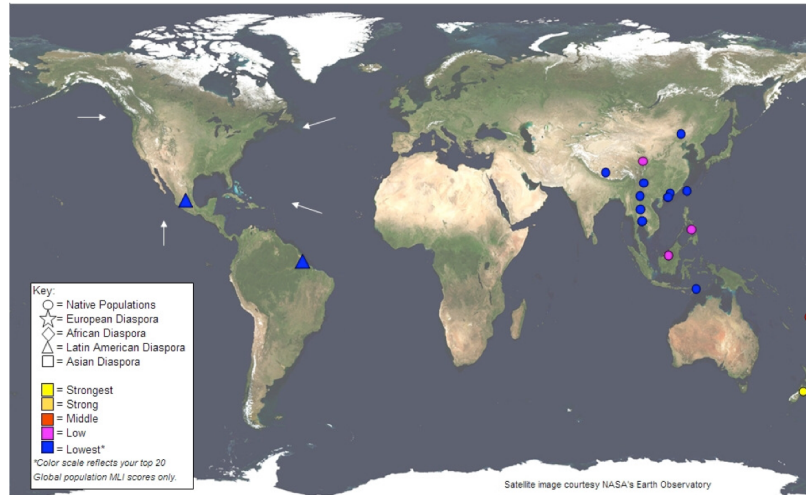 Key:
= Native Populations
= European Diaspora
= African Diaspora
= Latin American Diaspora
= Asian Diaspora
= Strongest
= Strong
= Middle
= Low
= Lowest*
*Color scale reflects your top 20
Global population MLI scores only.
Satellite image courtesy NASA's Earth Observatory